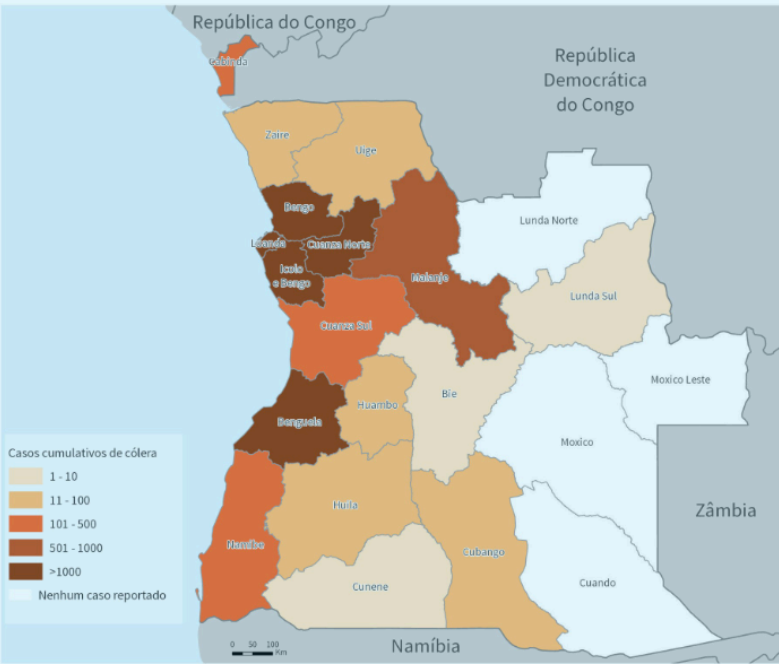 República do Congo
Cabinda
República
Democrática
do Congo
Zaire
Uige
Bengo
Lunda Norte
Luanda
Cuanza Norte
Icolo
e Bengo
Malanje
Lunda Sul
Cuanza Sul
Moxico Leste
Bie
Huambo
Benguela
Moxico
Casos cumulativos de cólera
1 - 10
11 - 100
101 - 500
501 - 1000
>1000
Nenhum caso reportado
Huila
Zâmbia
Namibe
Cubango
Cunene
Cuando
0 50 100
Km
Namíbia